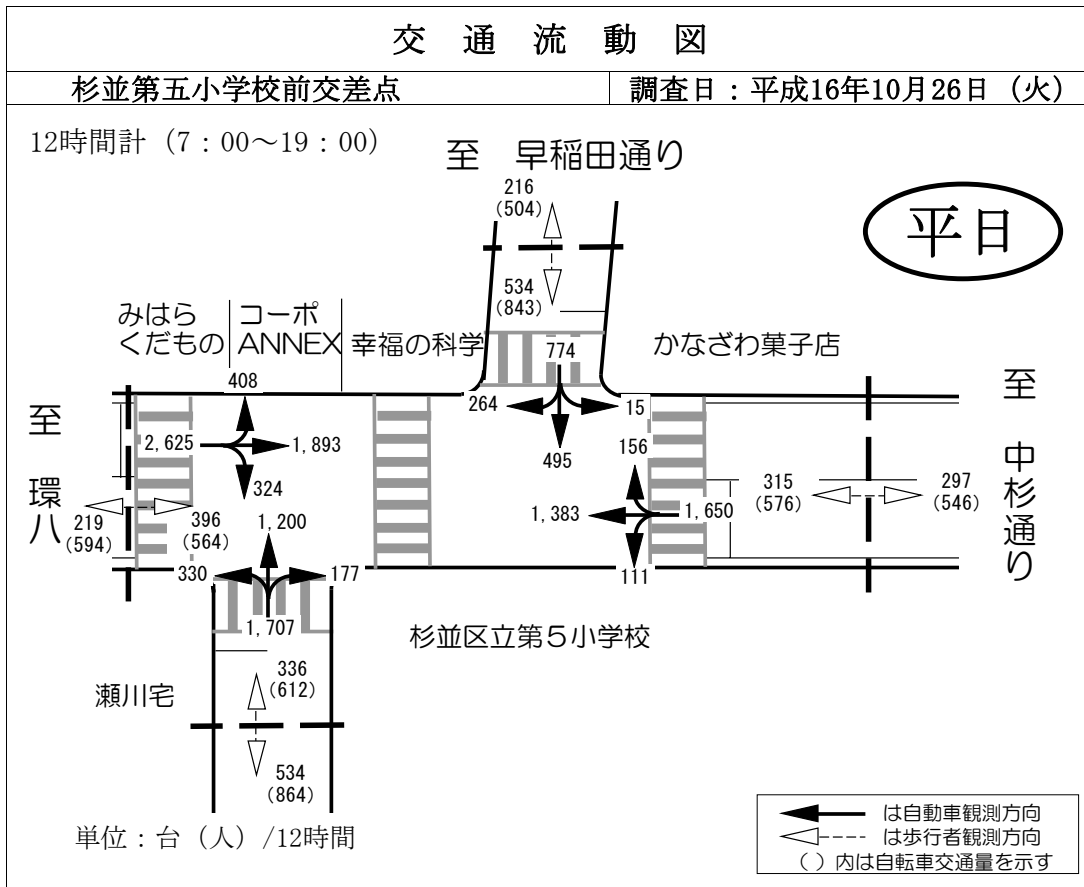 交通流動図
杉並第五小学校前交差点
調査日：平成16年10月26日（火）
12時間計（7：00～19：00）
至　早稲田通り
平日
216
(504)
534
(843)
みはら
くだもの
コーポ
ANNEX
幸福の科学
かなざわ菓子店
774
408
264
15
495
156
至　環八
2,625
1,893
324
1,383
1,650
111
315
(576)
297
(546)
至　中杉通り
219
(594)
396
(564)
1,200
330
177
1,707
杉並区立第５小学校
336
(612)
瀬川宅
534
(864)
単位：台（人）/12時間
は自動車観測方向
は歩行者観測方向
（ ）内は自転車交通量を示す